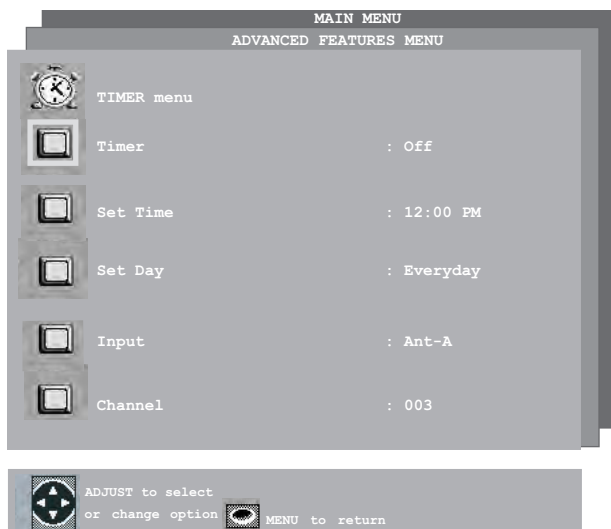 MAIN MENU
ADVANCED FEATURES MENU
TIMER menu
Timer : Off
Set Time : 12:00 PM
Set Day : Everyday
Input : Ant-A
Channel : 003
ADJUST to select
or change option MENU to return